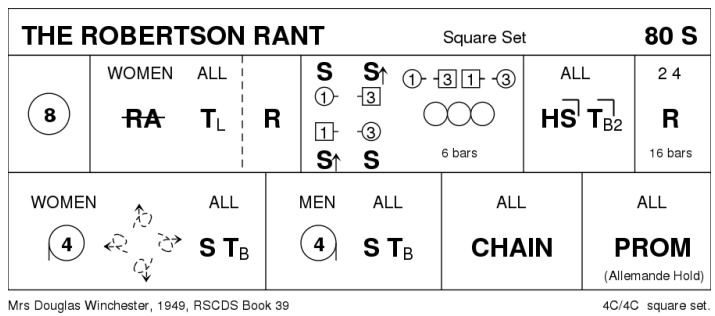 THE ROBERTSON RANT Square Set 80 S
8
WOMEN ALL
RA TL
R
S S
1 3
1 3
S S
1 3 1 3
6 bars
ALL
HS TB2
2 4
R
16 bars
WOMEN ALL
4 S TB
MEN ALL
4 S TB
ALL
CHAIN
ALL
PROM
(Allemande Hold)
Mrs Douglas Winchester, 1949, RSCDS Book 39 4C/4C square set.